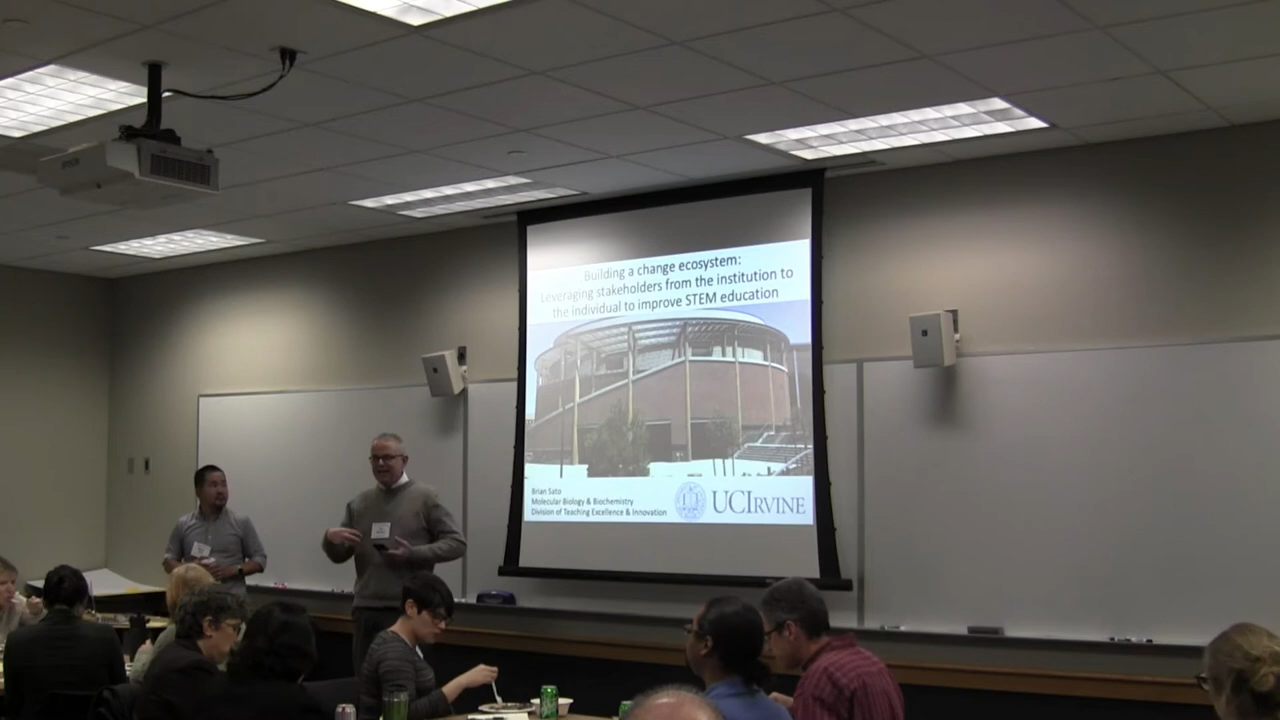 Building a change ecosystem:
Leveraging stakeholders from the institution to
the individual to improve STEM education
Brian Sato
Molecular Biology & Biochemistry
Division of Teaching Excellence & Innovation
UCIRVINE